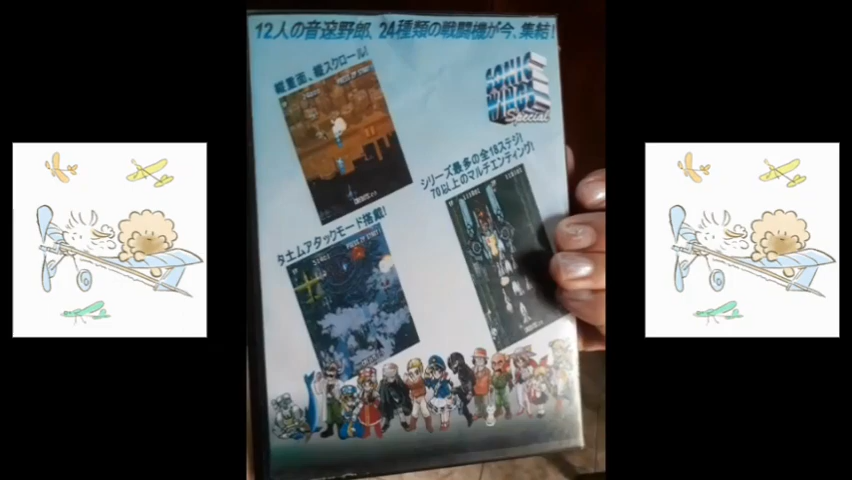 12人の音速野郎、24種類の戦闘機が今、集結!
縦画面、縦スクロール!
SONIC
WINGS
Special
シリーズ最多の全18ステジ!
70以上のマルチエンディング!
タ土ムアタックモード搭載!